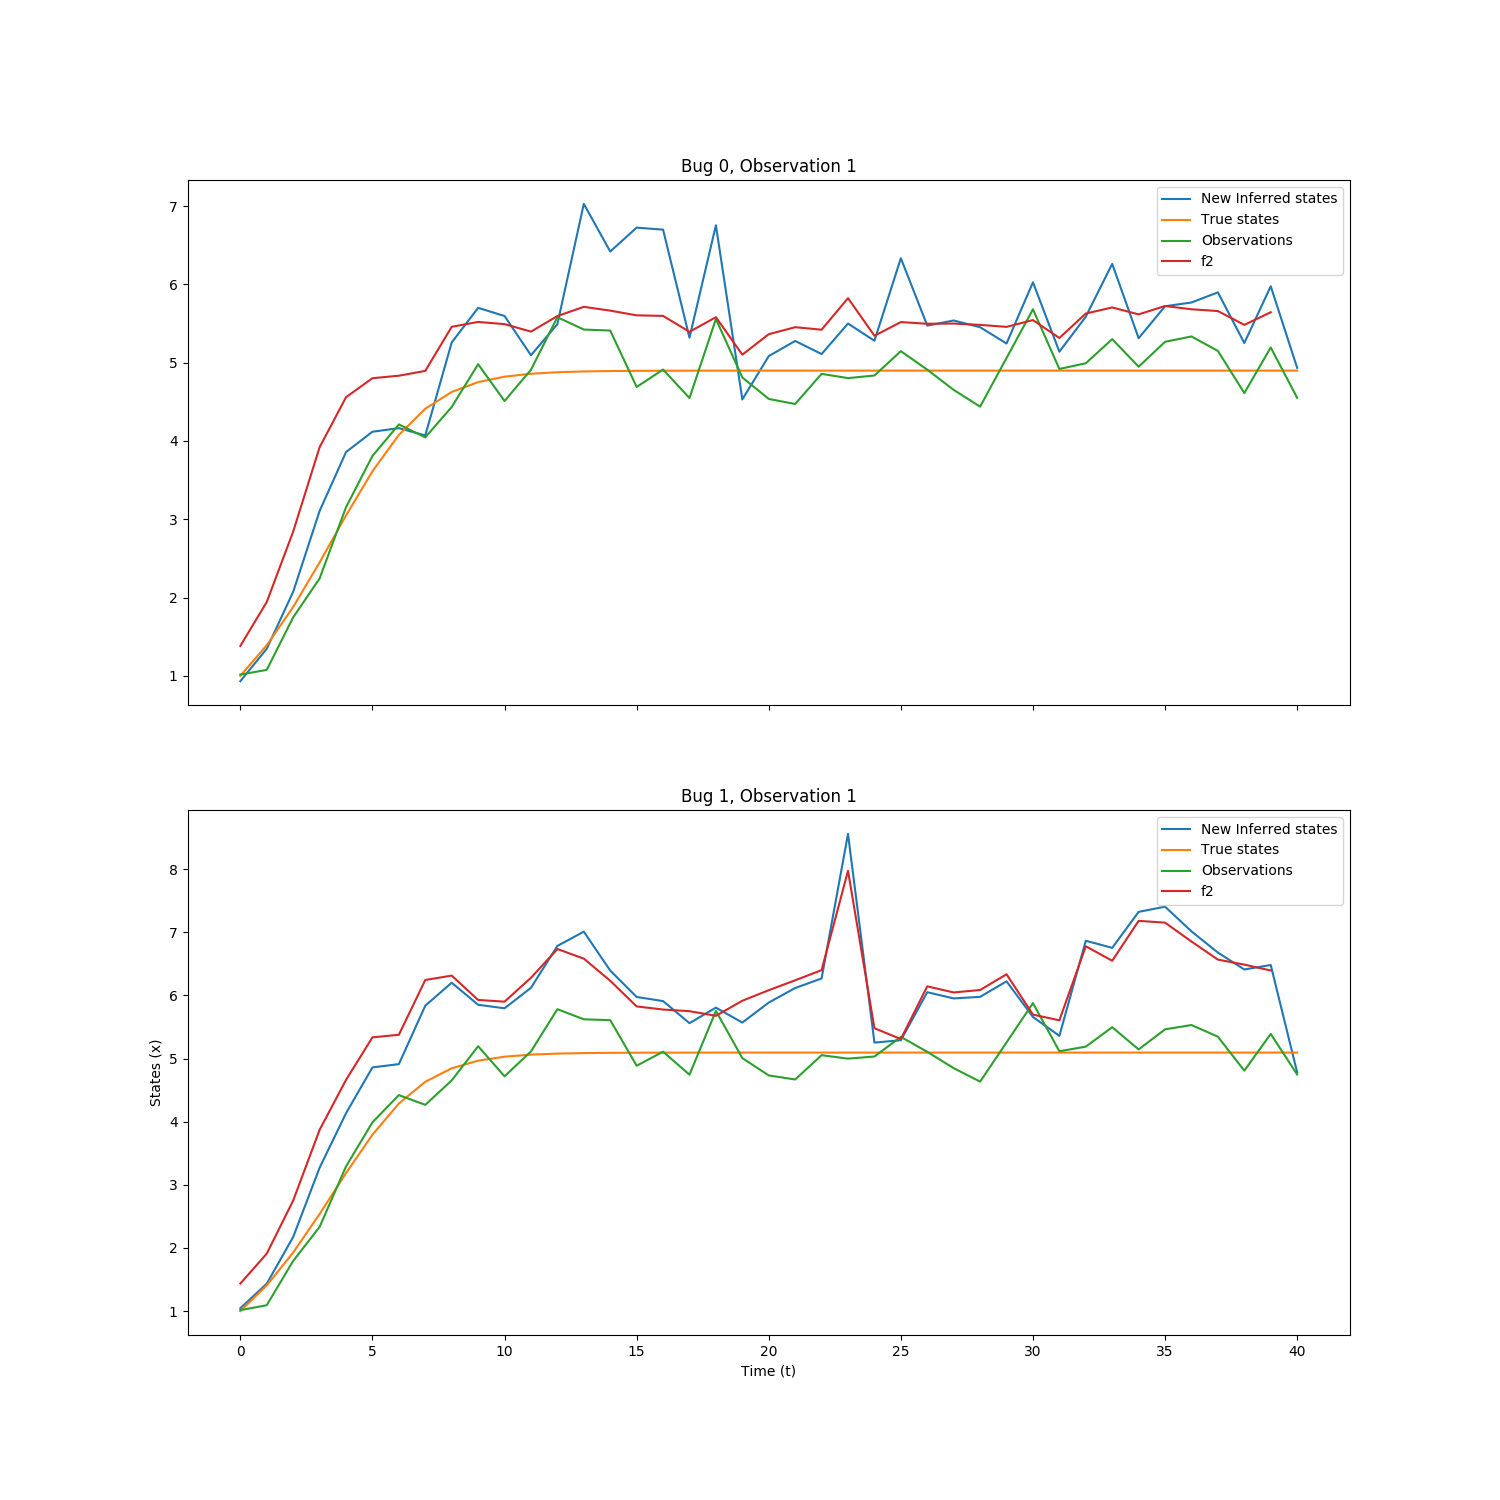 Bug 0, Observation 1
7
6
5
4
3
2
1
New Inferred states
True states
Observations
f2
Bug 1, Observation 1
8
7
6
5
4
3
2
1
States (x)
New Inferred states
True states
Observations
f2
0 5 10 15 20 25 30 35 40
Time (t)